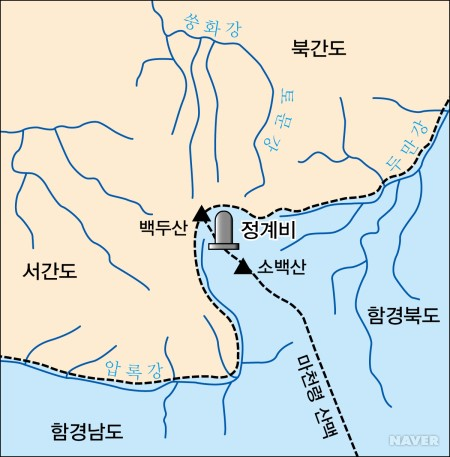 쑹화강
북간도
토문강
두만강
백두산
정계비
소백산
서간도
함경북도
압록강
마천령 산맥
함경남도
NAVER